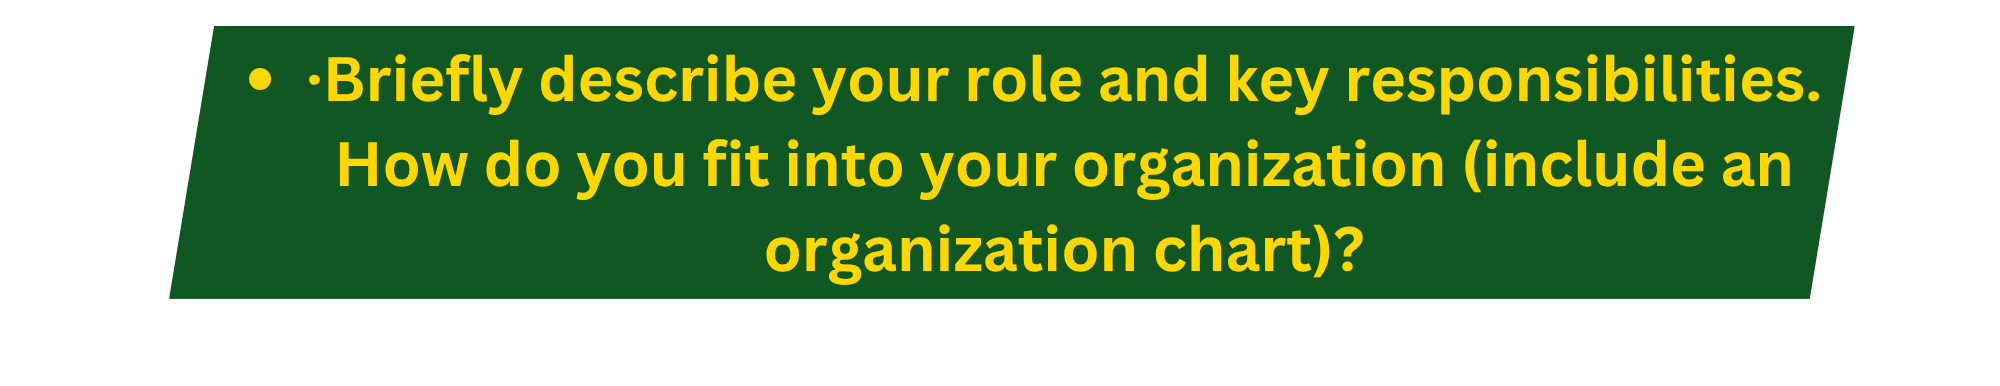 • ·Briefly describe your role and key responsibilities.
How do you fit into your organization (include an
organization chart)?